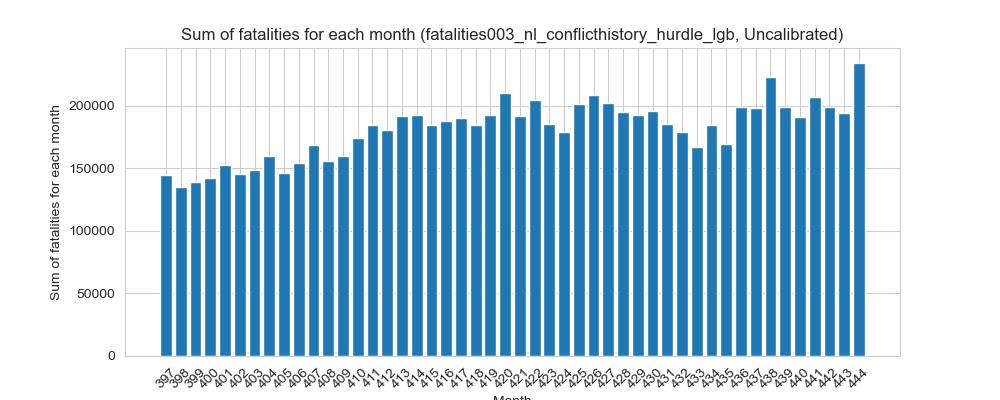 Sum of fatalities for each month (fatalities003_nl_conflicthistory_hurdle_lgb, Uncalibrated)
Sum of fatalities for each month
200000
150000
100000
50000
0
397 398 399 400 401 402 403 404 405 406 407 408 409 410 411 412 413 414 415 416 417 418 419 420 421 422 423 424 425 426 427 428 429 430 431 432 433 434 435 436 437 438 439 440 441 442 443 444
Month